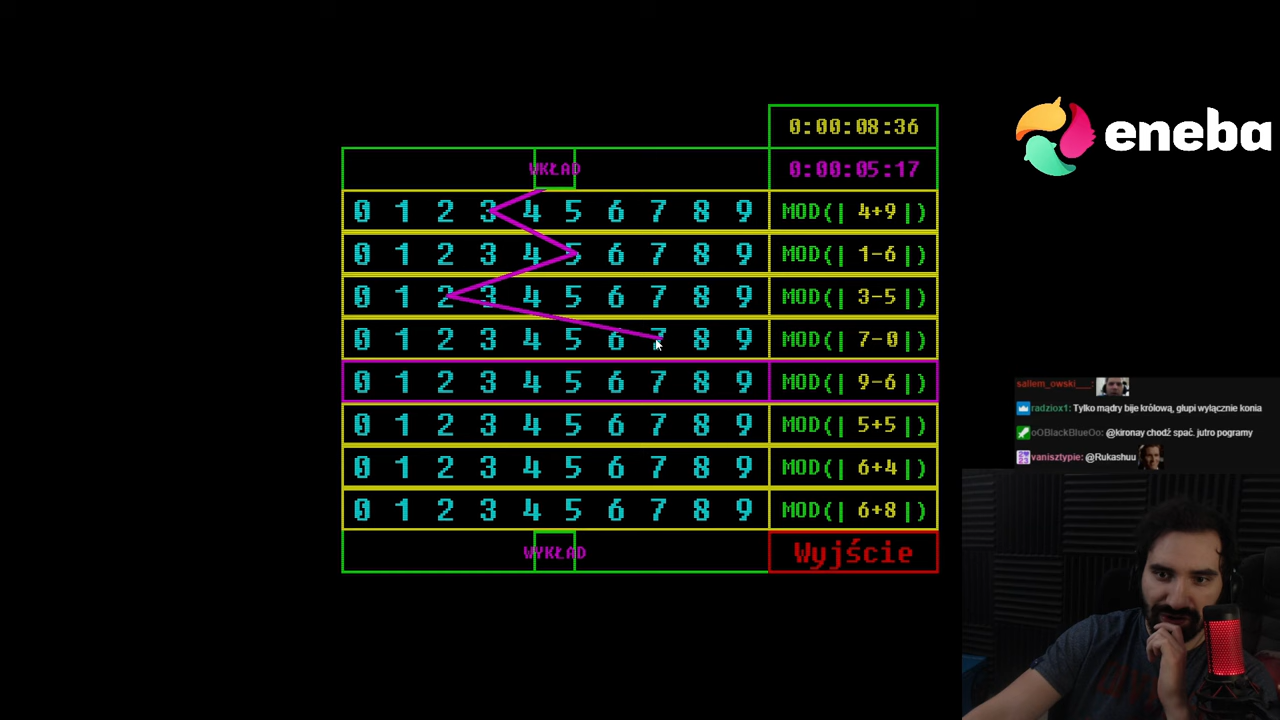 0:00:08:36
eneba
WKŁAD
0:00:05:17
0 1 2 3 4 5 6 7 8 9 MOD(| 4+9 |)
0 1 2 3 4 5 6 7 8 9 MOD(| 1-6 |)
0 1 2 3 4 5 6 7 8 9 MOD(| 3-5 |)
0 1 2 3 4 5 6 7 8 9 MOD(| 7-0 |)
0 1 2 3 4 5 6 7 8 9 MOD(| 9-6 |)
0 1 2 3 4 5 6 7 8 9 MOD(| 5+5 |)
0 1 2 3 4 5 6 7 8 9 MOD(| 6+4 |)
0 1 2 3 4 5 6 7 8 9 MOD(| 6+8 |)
WYKŁAD
Wyjście
sallem_owski___:
radziox1: Tylko mądry bije królową, głupi wyłącznie konia
oOBlackBlueOo: @kironay chodź spać. jutro pogramy
vanisztypie: @Rukashuu